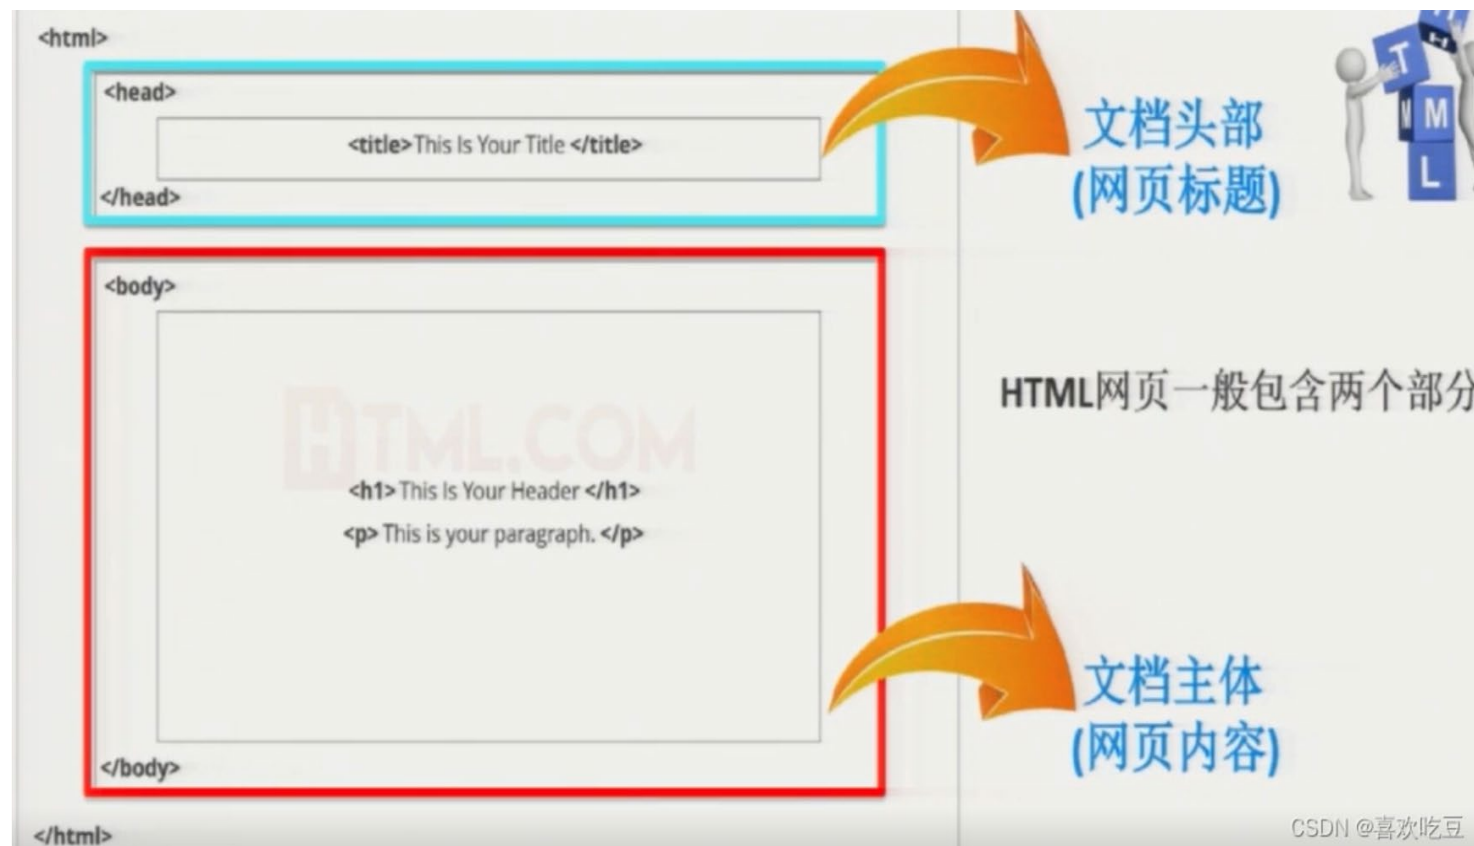 <html>
<head>
<title>This Is Your Title </title>
</head>
文档头部
(网页标题)
T
H
M
M
L
<body>
HTML.COM
<h1>This Is Your Header </h1>
<p>This is your paragraph. </p>
HTML网页一般包含两个部分
文档主体
(网页内容)
</body>
</html>
CSDN @喜欢吃豆